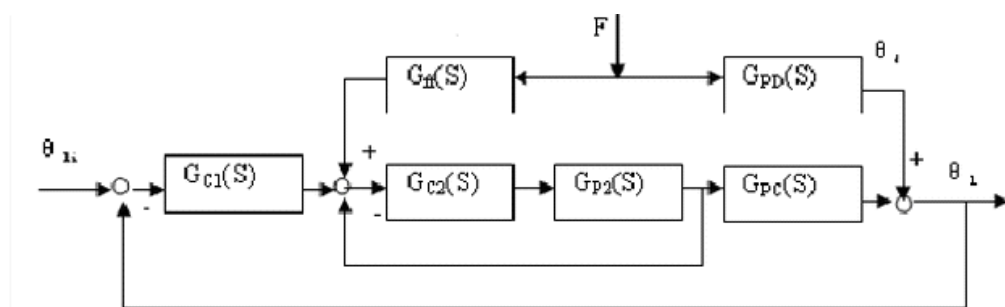 F
G_ff(S)
G_PD(S)
θ
θ
G_C1(S)
+
G_C2(S)
G_P2(S)
G_PC(S)
+
θ
-
-